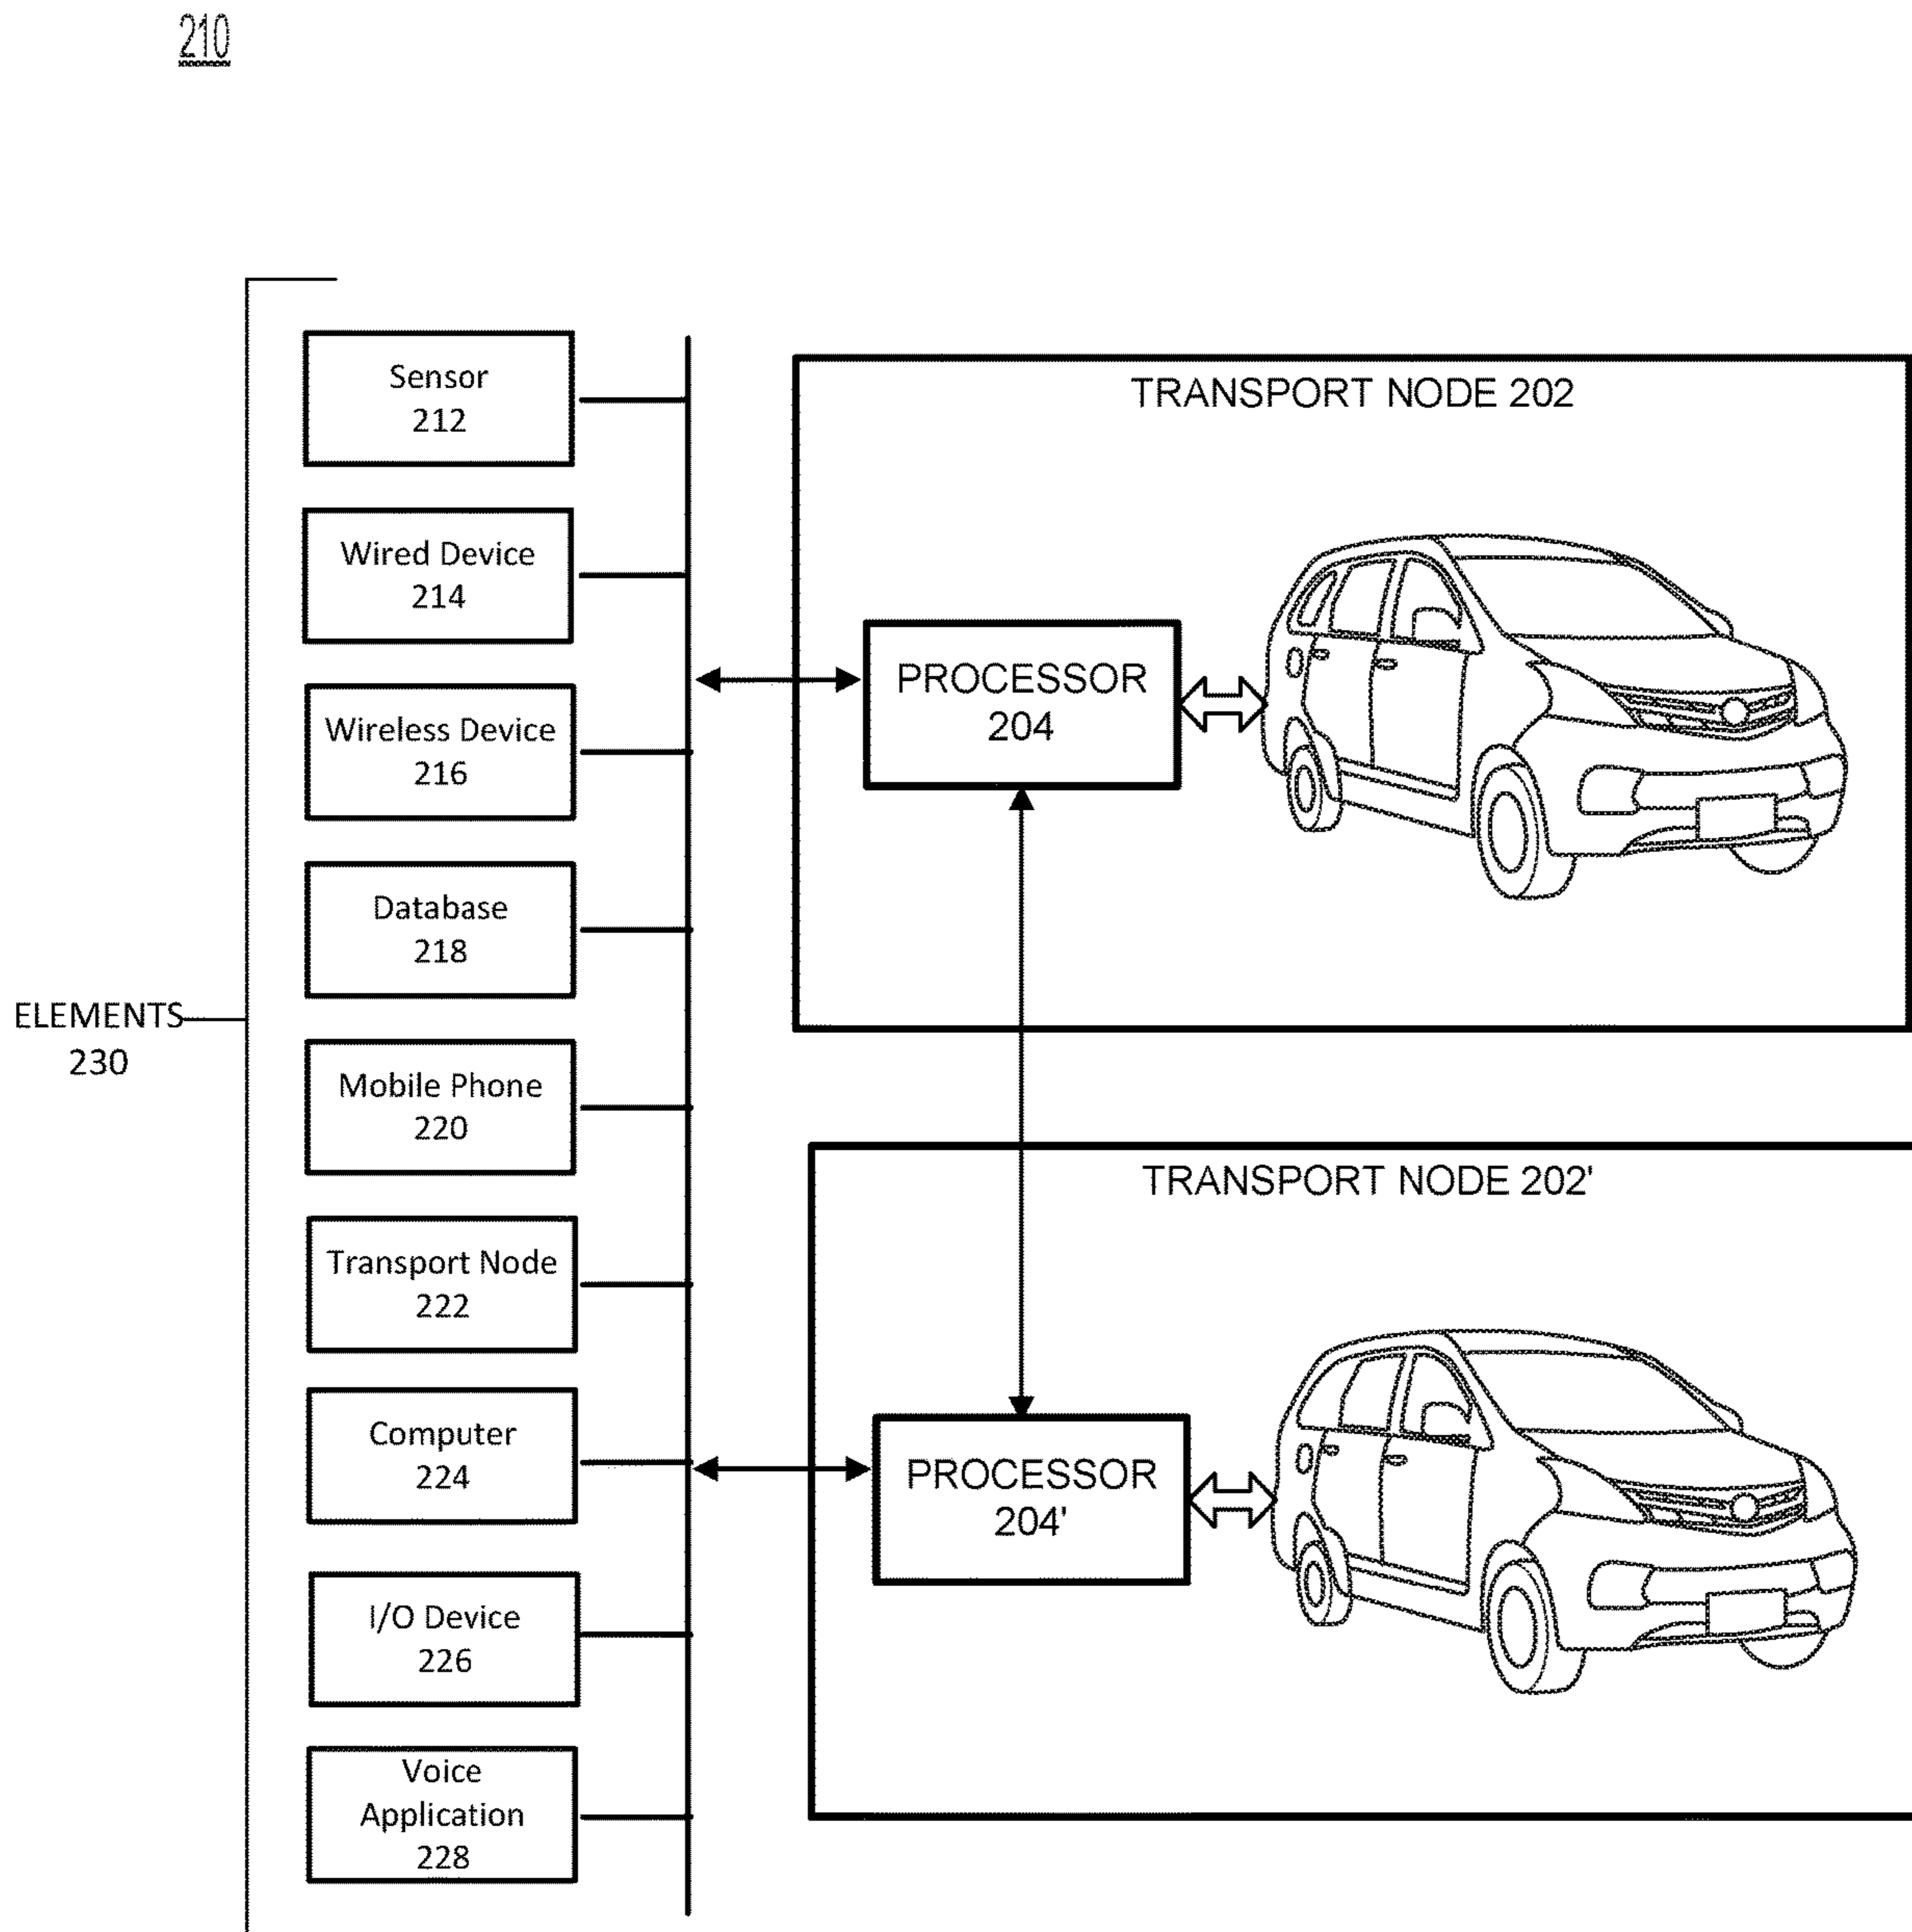 210
Sensor
212
Wired Device
214
Wireless Device
216
Database
218
ELEMENTS
230
Mobile Phone
220
Transport Node
222
Computer
224
I/O Device
226
Voice
Application
228
TRANSPORT NODE 202
PROCESSOR
204
TRANSPORT NODE 202'
PROCESSOR
204'